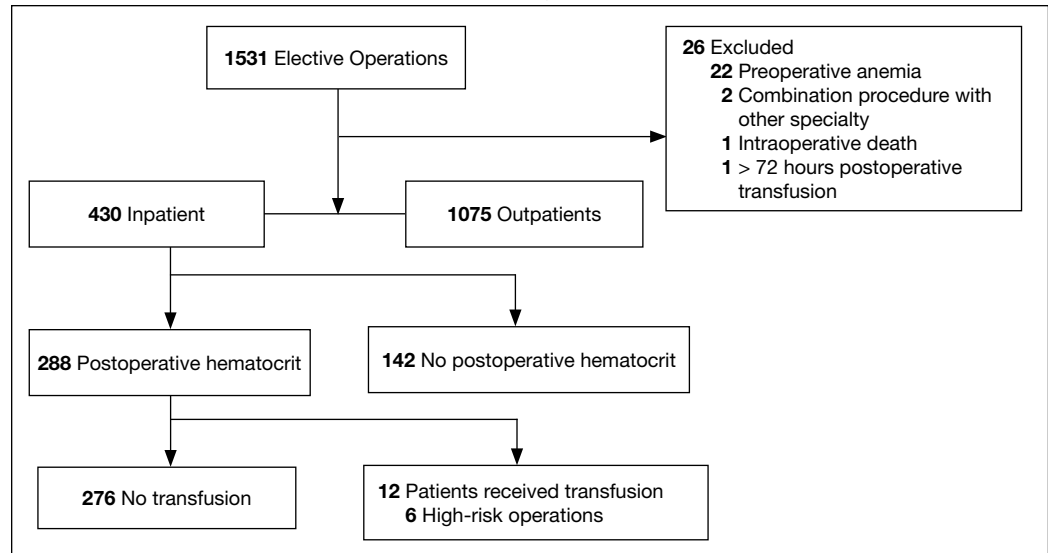 1531 Elective Operations
26 Excluded
22 Preoperative anemia
2 Combination procedure with
other specialty
1 Intraoperative death
1 > 72 hours postoperative
transfusion
430 Inpatient
1075 Outpatients
288 Postoperative hematocrit
142 No postoperative hematocrit
276 No transfusion
12 Patients received transfusion
6 High-risk operations